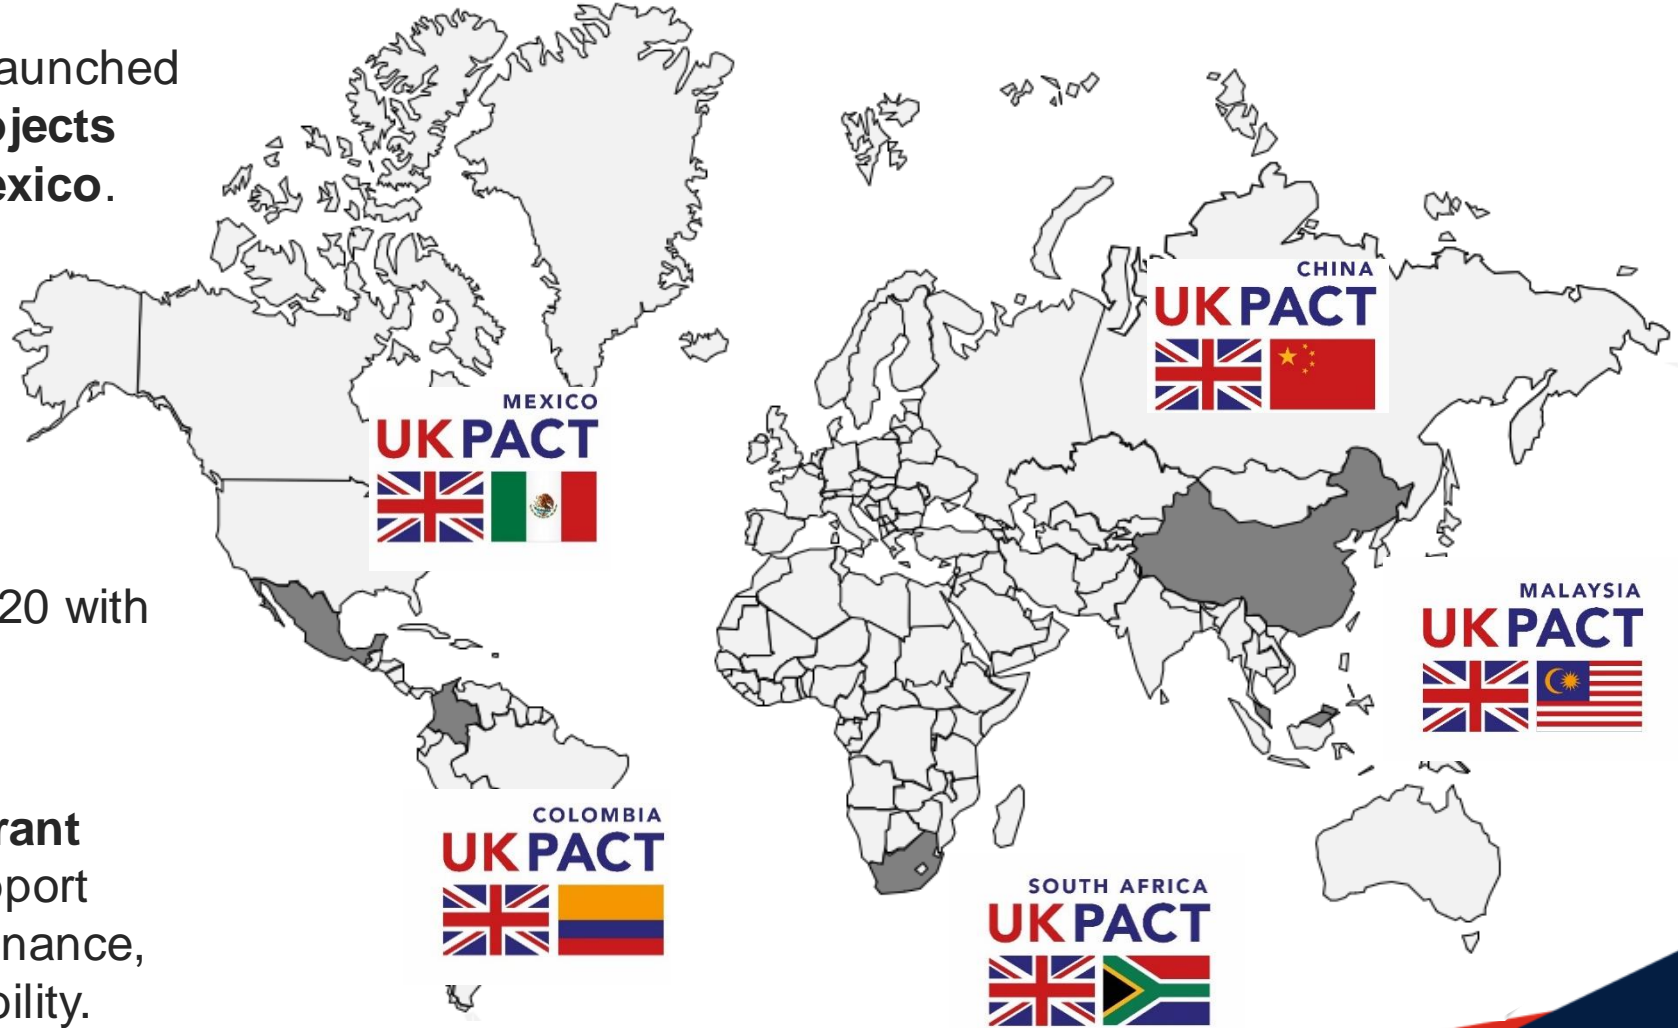 aunched
ojects
exico.
20 with
rant
port
nance,
bility.
MEXICO
UK PACT
CHINA
UK PACT
MALAYSIA
UK PACT
COLOMBIA
UK PACT
SOUTH AFRICA
UK PACT